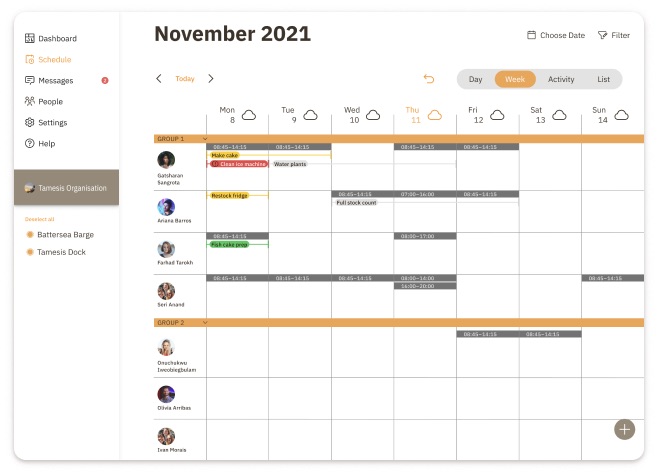 November 2021
Dashboard
Schedule
Messages
People
Settings
Help
Tamesis Organisation
Deselect all
Battersea Barge
Tamesis Dock
Choose Date
Filter
Today
Day
Week
Activity
List
Mon 8
Tue 9
Wed 10
Thu 11
Fri 12
Sat 13
Sun 14
GROUP 1
Gatsharan
Sangrota
08:45–14:15 08:45–14:15 08:45–14:15 08:45–14:15
Make cake
Clean ice machine Water plants
Ariana Barros
Restock fridge 08:45–14:15 07:00–16:00 08:45–14:15
Full stock count
Farhad Tarokh
08:45–14:15 08:00–17:00
Fish cake prep
Seri Anand
08:45–14:15 08:45–14:15 08:45–14:15 08:00–14:00 08:45–14:15
16:00–20:00
GROUP 2
Onuchukwu
Iweobiegbulam
08:45–14:15 08:45–14:15
Olivia Arribas
Ivan Morais